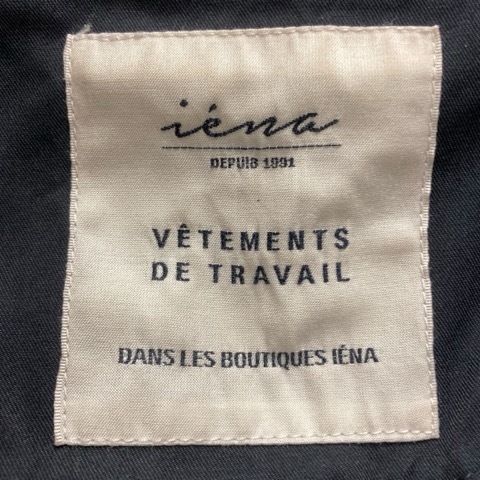 iéna
DEPUIS 1991
VÊTEMENTS
DE TRAVAIL
DANS LES BOUTIQUES IÉNA